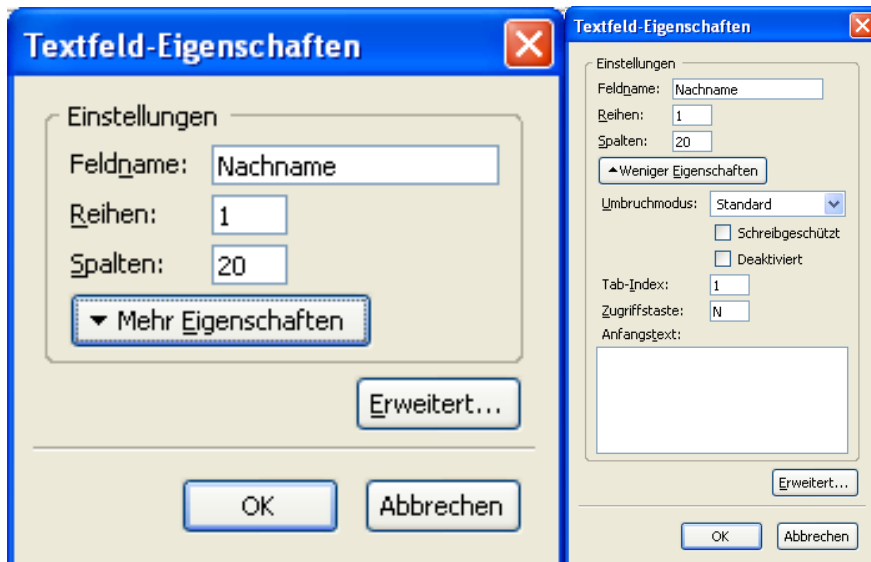 Textfeld-Eigenschaften
Einstellungen
Feldname: Nachname
Reihen: 1
Spalten: 20
Mehr Eigenschaften
Erweitert...
OK Abbrechen
Textfeld-Eigenschaften
Einstellungen
Feldname: Nachname
Reihen: 1
Spalten: 20
Weniger Eigenschaften
Umbruchmodus: Standard
Schreibgeschützt
Deaktiviert
Tab-Index: 1
Zugriffstaste: N
Anfangstext:
Erweitert...
OK Abbrechen